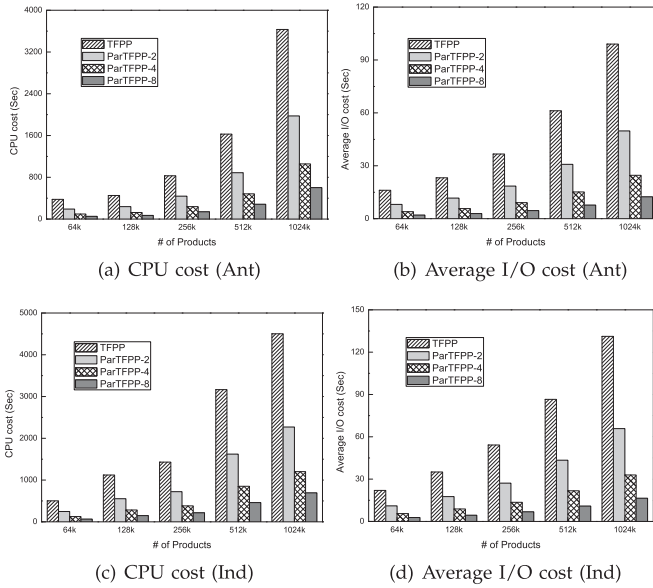 4000
3200
2400
1600
800
0
CPU cost (Sec)
TFPP
ParTFPP-2
ParTFPP-4
ParTFPP-8
64k 128k 256k 512k 1024k
# of Products
(a) CPU cost (Ant)
120
90
60
30
0
Average I/O cost (Sec)
TFPP
ParTFPP-2
ParTFPP-4
ParTFPP-8
64k 128k 256k 512k 1024k
# of Products
(b) Average I/O cost (Ant)
5000
4000
3000
2000
1000
0
CPU cost (Sec)
TFPP
ParTFPP-2
ParTFPP-4
ParTFPP-8
64k 128k 256k 512k 1024k
# of Products
(c) CPU cost (Ind)
150
120
90
60
30
0
Average I/O cost (Sec)
TFPP
ParTFPP-2
ParTFPP-4
ParTFPP-8
64k 128k 256k 512k 1024k
# of Products
(d) Average I/O cost (Ind)